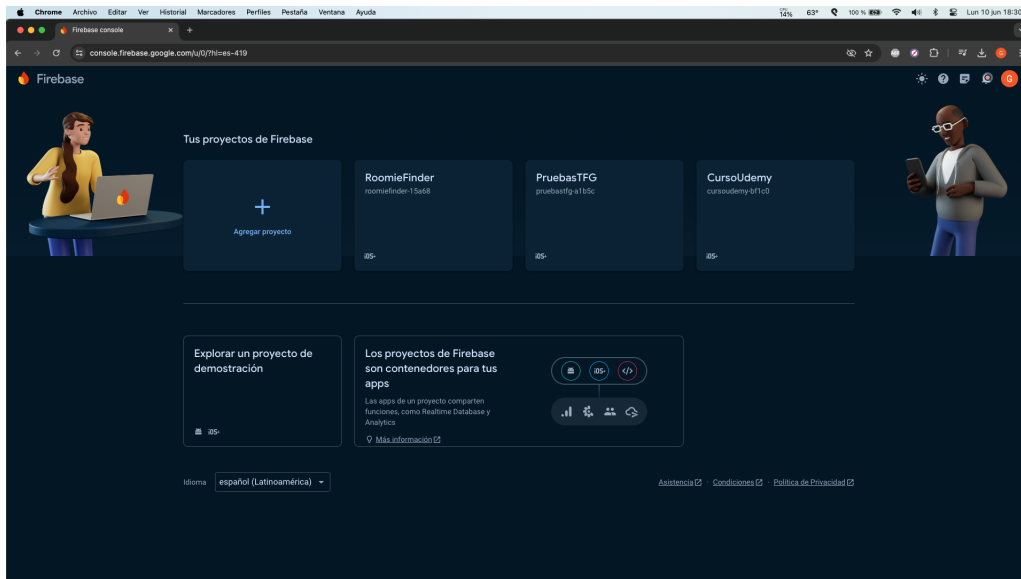 Chrome Archivo Editar Ver Historial Marcadores Perfiles Pestaña Ventana Ayuda
CPU 14% 63° 100 % Lun 10 jun 18:30
Firebase console
console.firebase.google.com/u/0/?hl=es-419
G
Firebase
G
Tus proyectos de Firebase
Agregar proyecto
RoomieFinder
roomiefinder-15a68
iOS+
PruebasTFG
pruebastfg-a1b5c
iOS+
CursoUdemy
cursoudemy-bf1c0
iOS+
Explorar un proyecto de
demostración
iOS+
Los proyectos de Firebase
son contenedores para tus
apps
Las apps de un proyecto comparten
funciones, como Realtime Database y
Analytics
Más información
iOS+
Idioma español (Latinoamérica)
Asistencia · Condiciones · Política de Privacidad